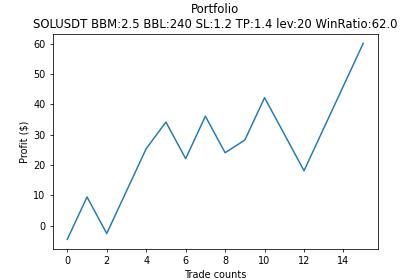 Portfolio
SOLUSDT BBM:2.5 BBL:240 SL:1.2 TP:1.4 lev:20 WinRatio:62.0
60
50
40
30
20
10
0
Profit ($)
0 2 4 6 8 10 12 14
Trade counts